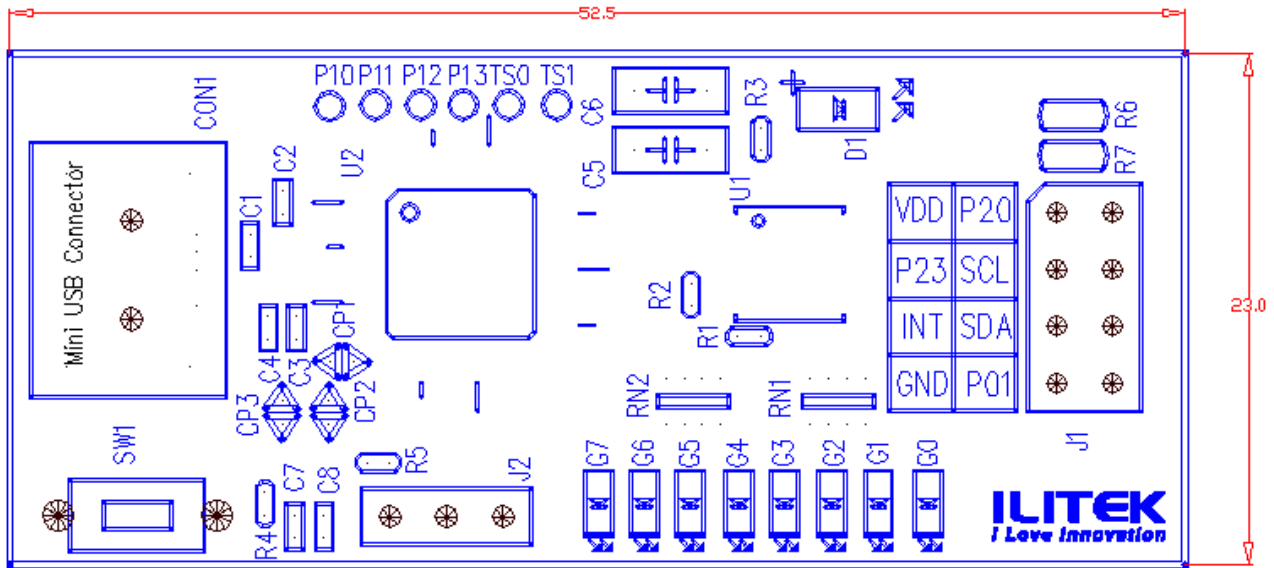 52.5
P10 P11 P12 P13 TS0 TS1
CON1
C6
R3
D1
R6
R7
C5
U2
C2
C1
U1
Mini USB Connector
VDD P20
P23 SCL
INT SDA
GND P01
23.0
R2
R1
CP1
C4
C3
CP3
CP2
RN2
RN1
J1
SW1
R5
J2
G7 G6 G5 G4 G3 G2 G1 G0
R4
C7
C8
ILITEK
I Love Innovation